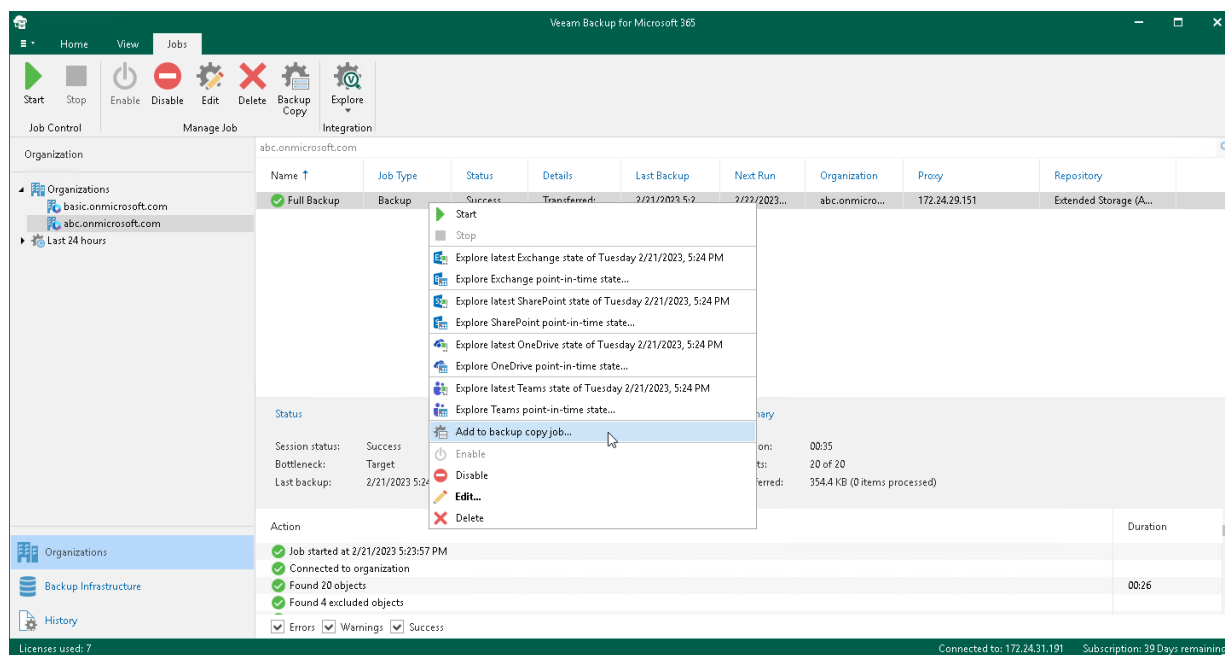 Veeam Backup for Microsoft 365
Home View Jobs
Start Stop Enable Disable Edit Delete Backup Copy Explore
Job Control Manage Job Integration
Organization
abc.onmicrosoft.com
Organizations
basic.onmicrosoft.com
abc.onmicrosoft.com
Last 24 hours
Name Job Type Status Details Last Backup Next Run Organization Proxy Repository
Full Backup Backup Success Transferred: 2/21/2023 5:2 2/22/2023... abc.onmicro... 172.24.29.151 Extended Storage (A...
Start
Stop
Explore latest Exchange state of Tuesday 2/21/2023, 5:24 PM
Explore Exchange point-in-time state...
Explore latest SharePoint state of Tuesday 2/21/2023, 5:24 PM
Explore SharePoint point-in-time state...
Explore latest OneDrive state of Tuesday 2/21/2023, 5:24 PM
Explore OneDrive point-in-time state...
Explore latest Teams state of Tuesday 2/21/2023, 5:24 PM
Explore Teams point-in-time state...
Add to backup copy job...
Enable
Disable
Edit...
Delete
Status
Session status: Success
Bottleneck: Target
Last backup: 2/21/2023 5:24
mary
on: 00:35
ts: 20 of 20
ferred: 354.4 KB (0 items processed)
Action Duration
Job started at 2/21/2023 5:23:57 PM
Connected to organization
Found 20 objects 00:26
Found 4 excluded objects
Errors Warnings Success
Organizations
Backup Infrastructure
History
Licenses used: 7 Connected to: 172.24.31.191 Subscription: 39 Days remaining